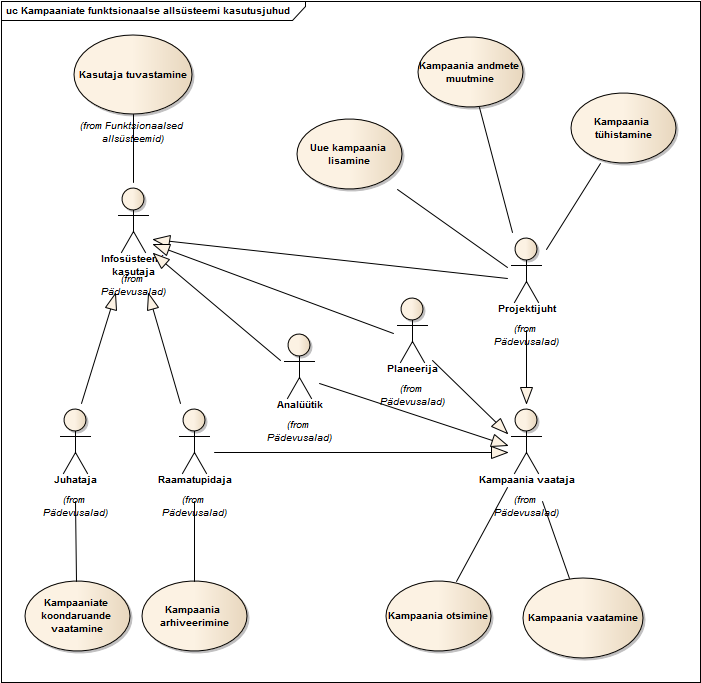 uc Kampaaniate funktsionaalse allsüsteemi kasutusjuhud
Kasutaja tuvastamine
(from Funktsionaalsed
allsüsteemid)
Kampaania andmete
muutmine
Kampaania
tühistamine
Uue kampaania
lisamine
Infosüsteemi
kasutaja
(from
Pädevusalad)
Projektijuht
(from
Pädevusalad)
Planeerija
(from
Pädevusalad)
Analüütik
(from
Pädevusalad)
Juhataja
(from
Pädevusalad)
Raamatupidaja
(from
Pädevusalad)
Kampaania vaataja
(from
Pädevusalad)
Kampaaniate
koondaruande
vaatamine
Kampaania
arhiveerimine
Kampaania otsimine
Kampaania vaatamine